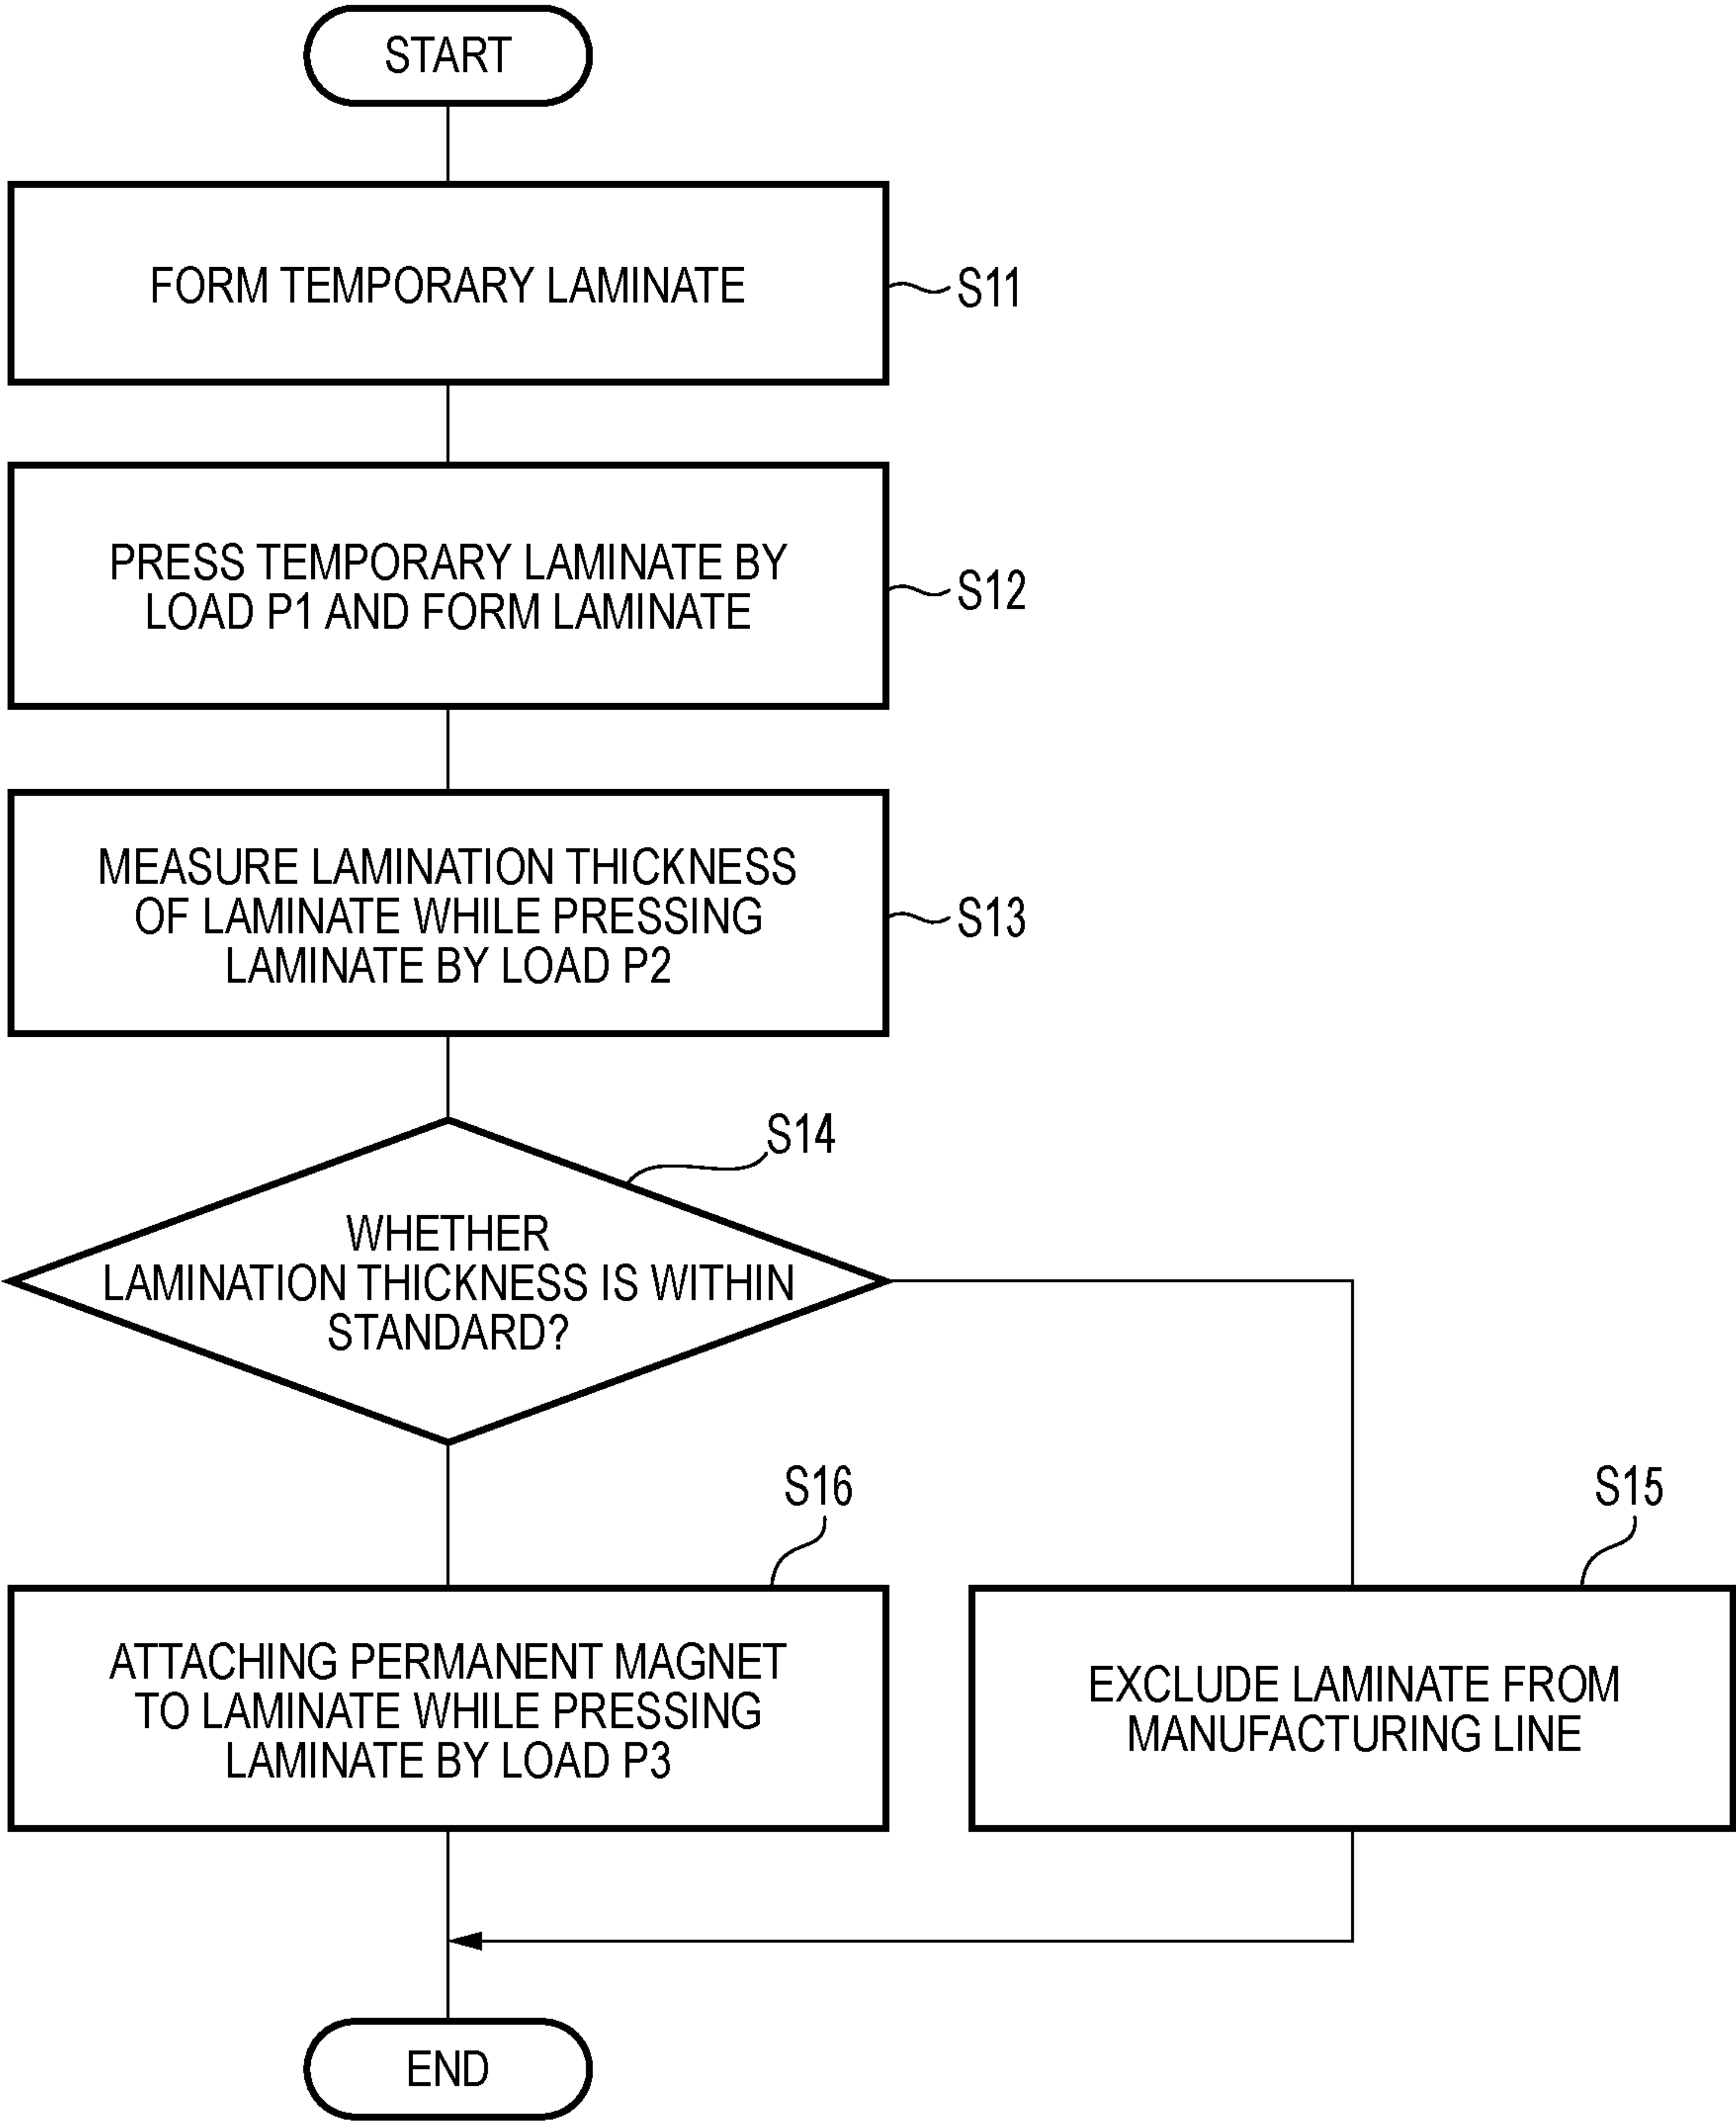 START
FORM TEMPORARY LAMINATE
S11
PRESS TEMPORARY LAMINATE BY
LOAD P1 AND FORM LAMINATE
S12
MEASURE LAMINATION THICKNESS
OF LAMINATE WHILE PRESSING
LAMINATE BY LOAD P2
S13
S14
WHETHER
LAMINATION THICKNESS IS WITHIN
STANDARD?
S16
ATTACHING PERMANENT MAGNET
TO LAMINATE WHILE PRESSING
LAMINATE BY LOAD P3
S15
EXCLUDE LAMINATE FROM
MANUFACTURING LINE
END